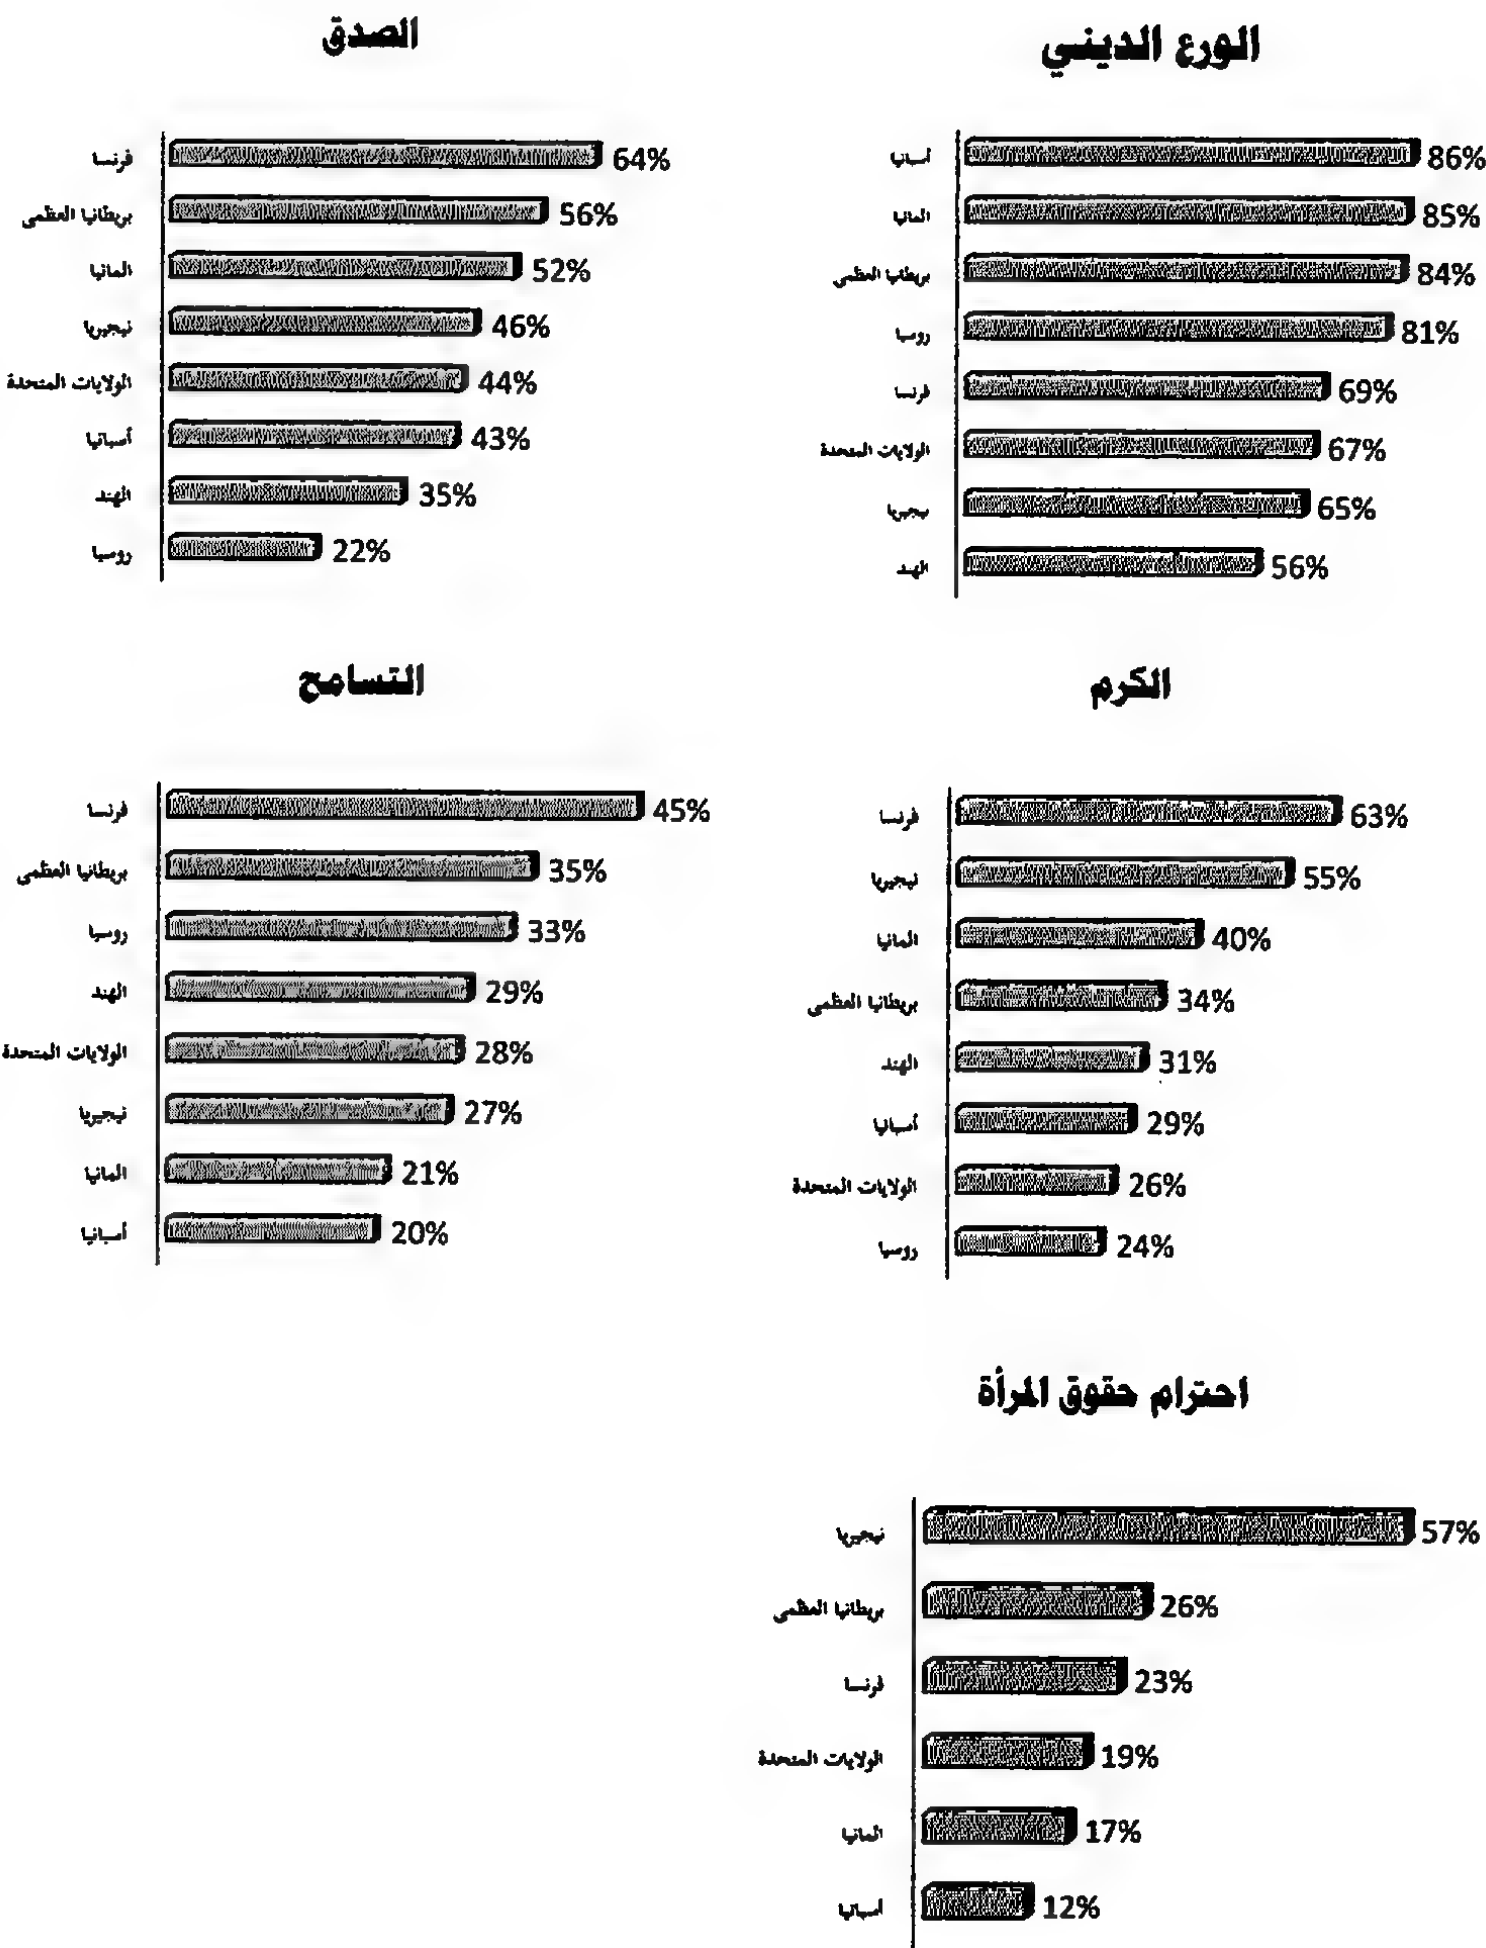 الورع الديني
أسبانيا 86%
المانيا 85%
بريطانيا العظمى 84%
روسيا 81%
فرنسا 69%
الولايات المتحدة 67%
نيجيريا 65%
الهند 56%
الصدق
فرنسا 64%
بريطانيا العظمى 56%
المانيا 52%
نيجيريا 46%
الولايات المتحدة 44%
أسبانيا 43%
الهند 35%
روسيا 22%
الكرم
فرنسا 63%
نيجيريا 55%
المانيا 40%
بريطانيا العظمى 34%
الهند 31%
أسبانيا 29%
الولايات المتحدة 26%
روسيا 24%
التسامح
فرنسا 45%
بريطانيا العظمى 35%
روسيا 33%
الهند 29%
الولايات المتحدة 28%
نيجيريا 27%
المانيا 21%
أسبانيا 20%
احترام حقوق المرأة
نيجيريا 57%
بريطانيا العظمى 26%
فرنسا 23%
الولايات المتحدة 19%
المانيا 17%
أسبانيا 12%